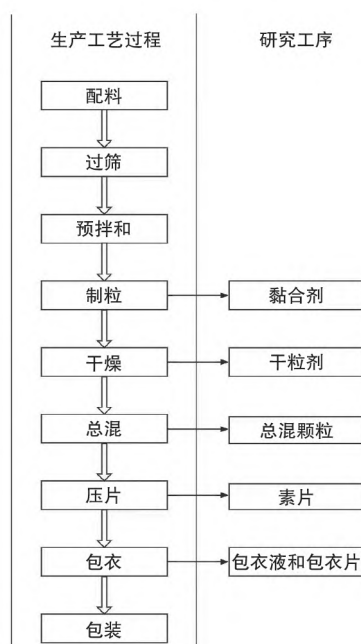 生产工艺过程 研究工序
配料
过筛
预拌和
制粒 黏合剂
干燥 干粒剂
总混 总混颗粒
压片 素片
包衣 包衣液和包衣片
包装